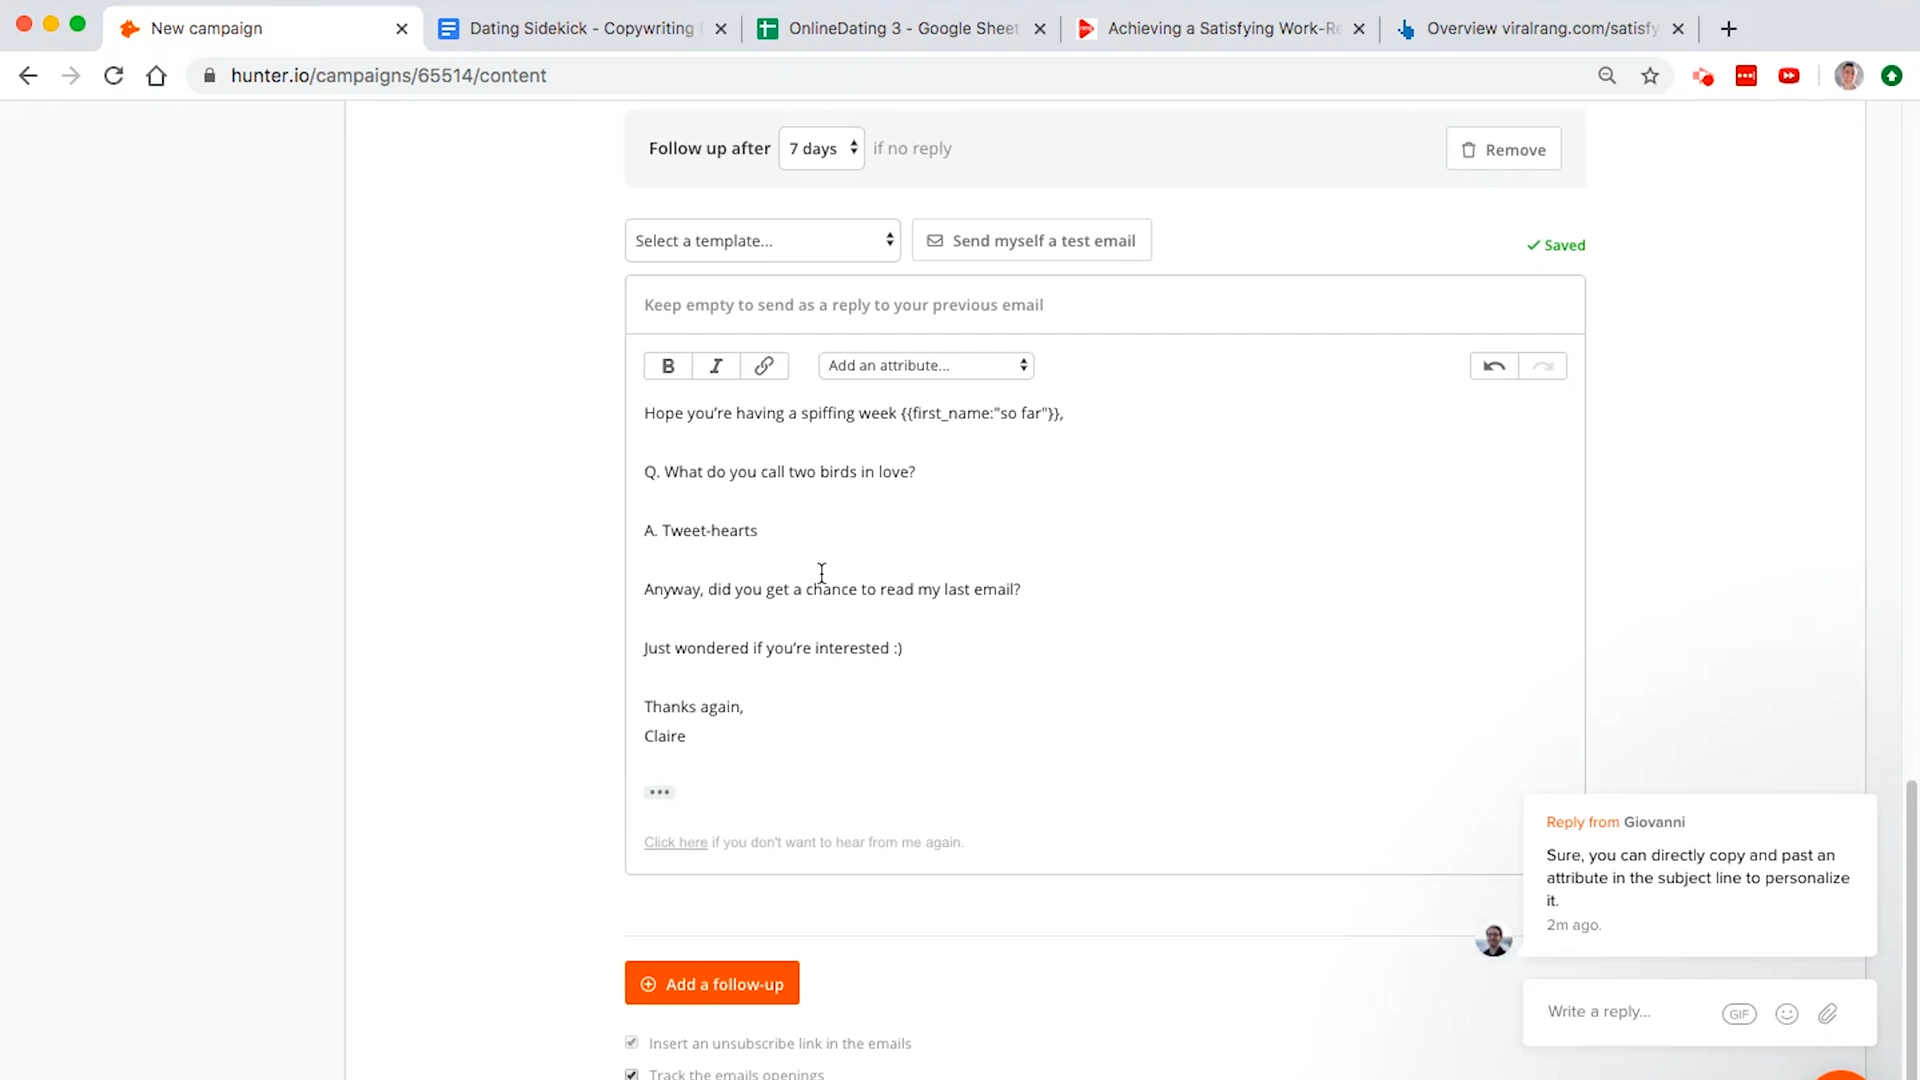 New campaign
Dating Sidekick - Copywriting
OnlineDating 3 - Google Sheet
Achieving a Satisfying Work-Re
Overview viralrang.com/satisfy
hunter.io/campaigns/65514/content
Follow up after 7 days if no reply
Remove
Select a template...
Send myself a test email
Saved
Keep empty to send as a reply to your previous email
B I
Add an attribute...
Hope you're having a spiffing week {{first_name:"so far"}},
Q. What do you call two birds in love?
A. Tweet-hearts
Anyway, did you get a chance to read my last email?
Just wondered if you're interested :)
Thanks again,
Claire
Click here if you don't want to hear from me again.
Reply from Giovanni
Sure, you can directly copy and past an
attribute in the subject line to personalize
it.
2m ago.
Add a follow-up
Write a reply...
GIF
Insert an unsubscribe link in the emails
Track the emails openings